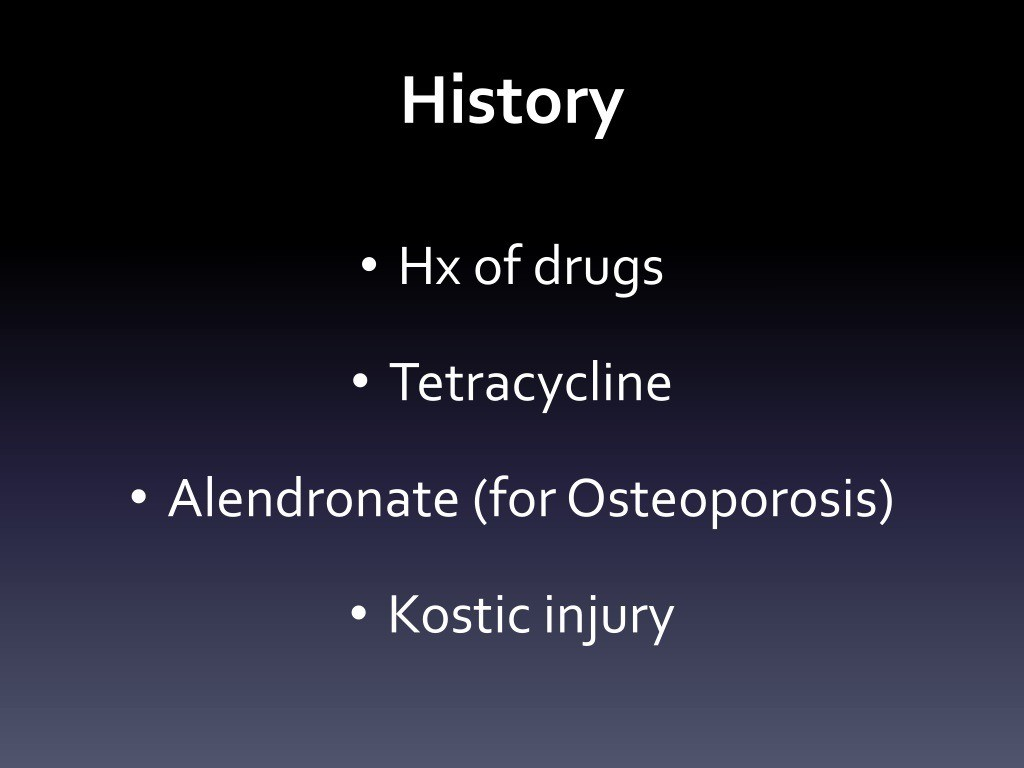 History
• Hx of drugs
• Tetracycline
• Alendronate (for Osteoporosis)
• Kostic injury